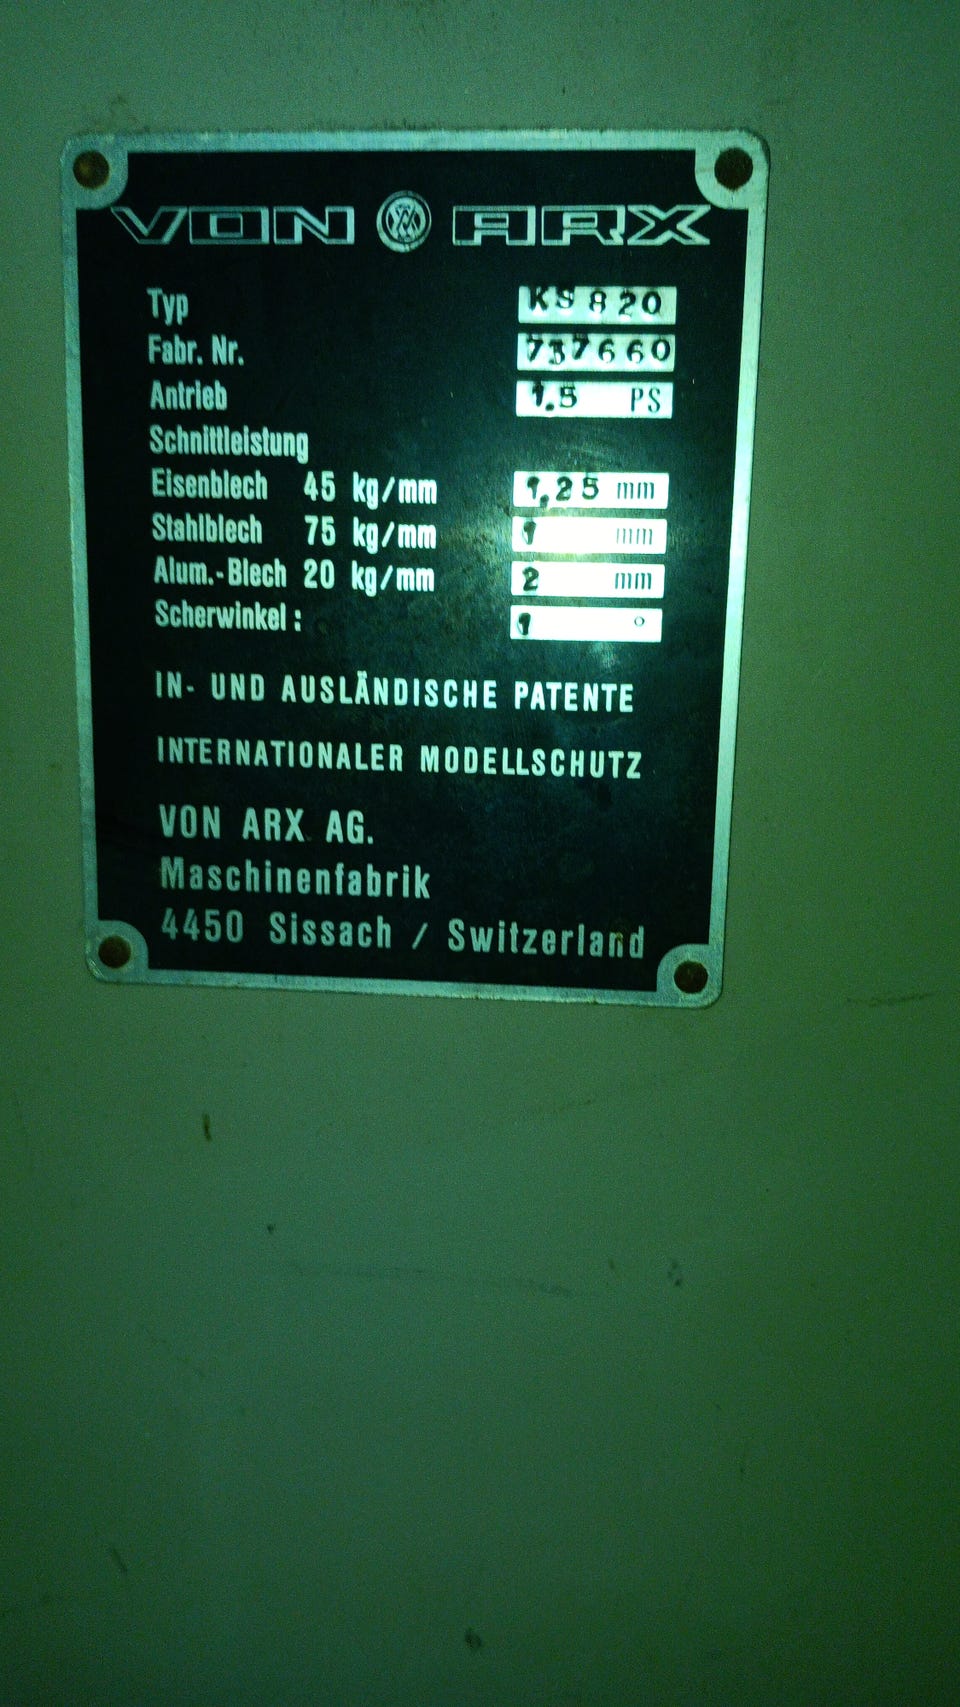 VON ARX
Typ KS 820
Fabr. Nr. 737660
Antrieb 1.5 PS
Schnittleistung
Eisenblech 45 kg/mm 1,25 mm
Stahlblech 75 kg/mm 1 mm
Alum.-Blech 20 kg/mm 2 mm
Scherwinkel: 1 °
IN- UND AUSLÄNDISCHE PATENTE
INTERNATIONALER MODELLSCHUTZ
VON ARX AG.
Maschinenfabrik
4450 Sissach / Switzerland